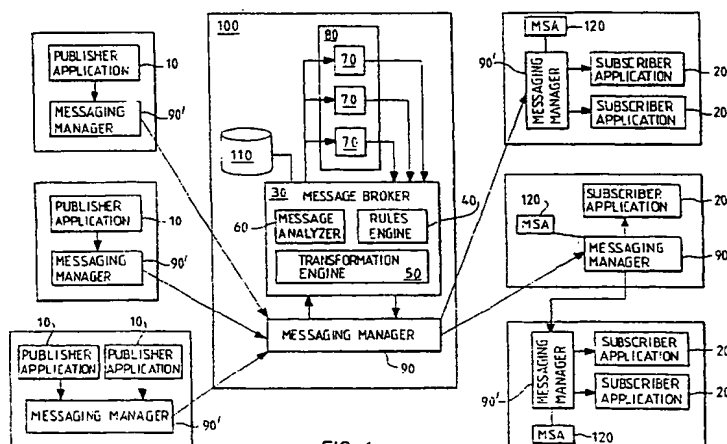 PUBLISHER
APPLICATION
10
MESSAGING
MANAGER
90'
PUBLISHER
APPLICATION
10
MESSAGING
MANAGER
90'
10
10
PUBLISHER
APPLICATION
PUBLISHER
APPLICATION
MESSAGING MANAGER
90'
100
80
70
70
70
110
30
MESSAGE BROKER
40
60
MESSAGE
ANALYZER
RULES
ENGINE
TRANSFORMATION
ENGINE
50
MESSAGING MANAGER
90
MSA
120
90'
MESSAGING
MANAGER
SUBSCRIBER
APPLICATION
20
SUBSCRIBER
APPLICATION
20
120
MSA
SUBSCRIBER
APPLICATION
20
MESSAGING
MANAGER
90
MESSAGING
MANAGER
90'
SUBSCRIBER
APPLICATION
20
SUBSCRIBER
APPLICATION
20
MSA
120